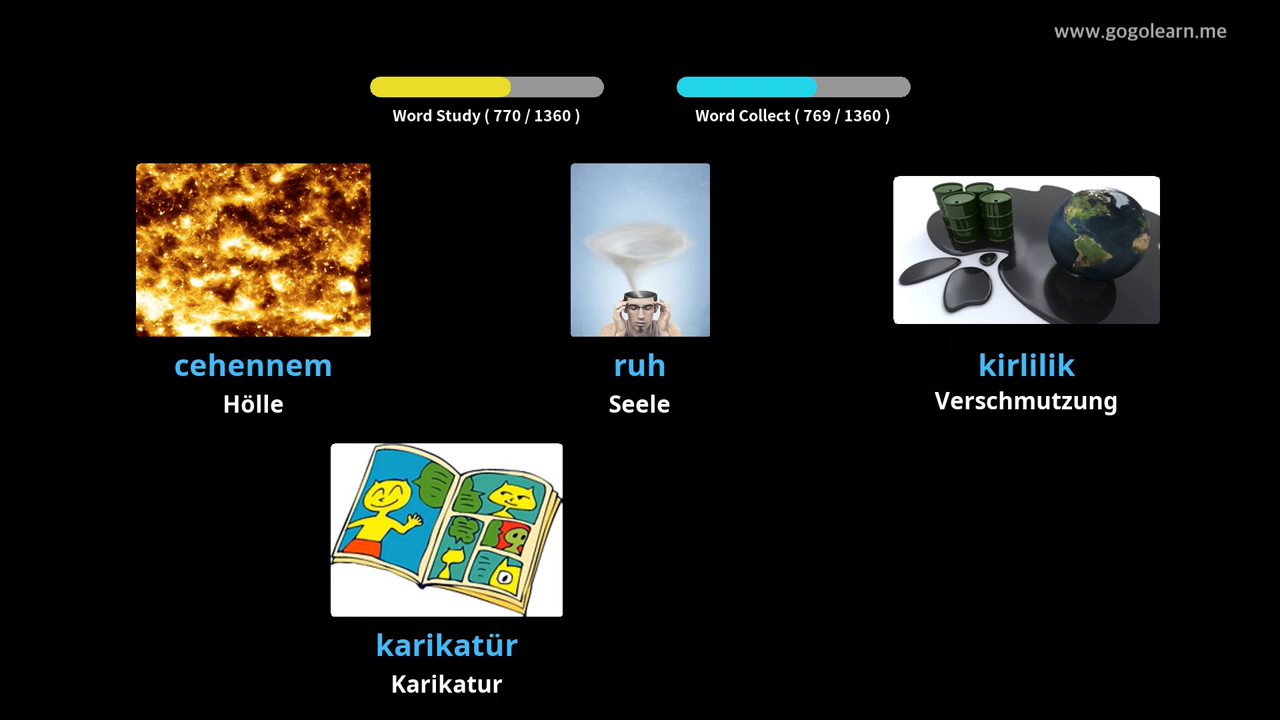 www.gogolearn.me
Word Study ( 770 / 1360 )
Word Collect ( 769 / 1360 )
cehennem
Hölle
ruh
Seele
kirlilik
Verschmutzung
karikatür
Karikatur